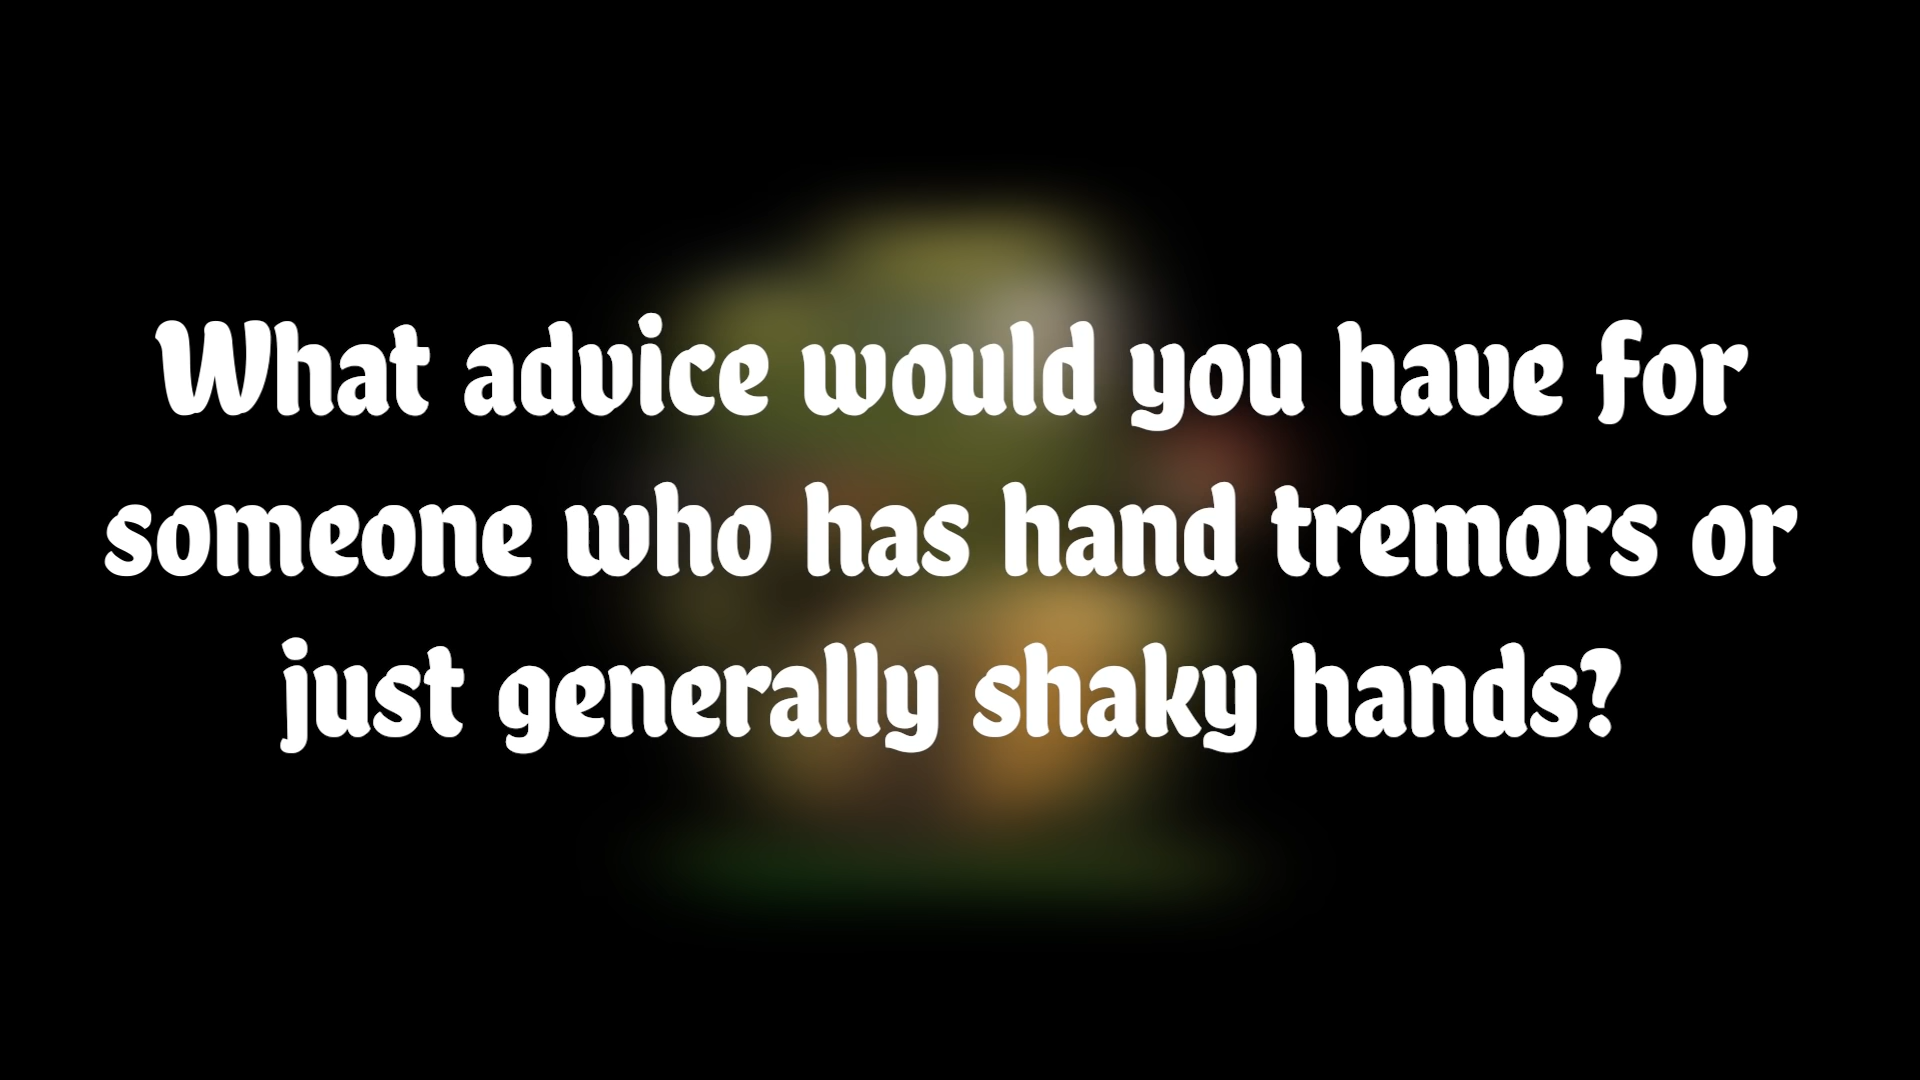 What advice would you have for
someone who has hand tremors or
just generally shaky hands?